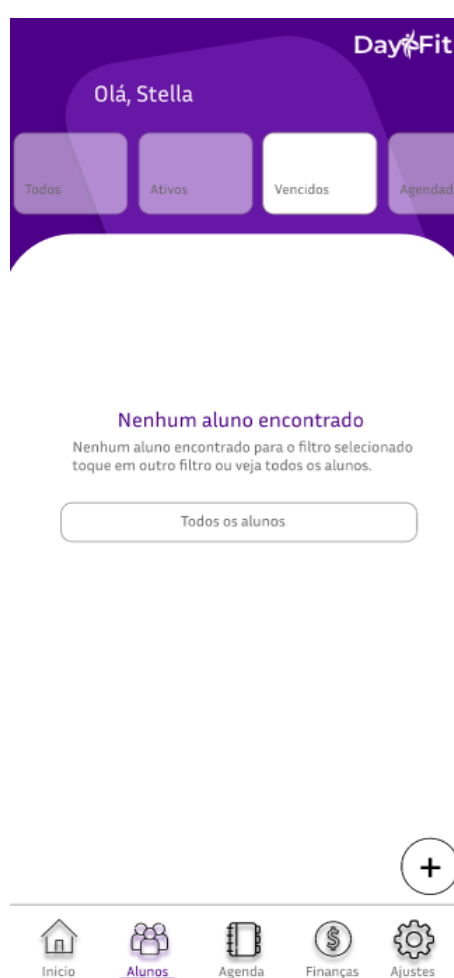 DayFit
Olá, Stella
Todos
Ativos
Vencidos
Agendad
Nenhum aluno encontrado
Nenhum aluno encontrado para o filtro selecionado
toque em outro filtro ou veja todos os alunos.
Todos os alunos
+
Inicio
Alunos
Agenda
Finanças
Ajustes